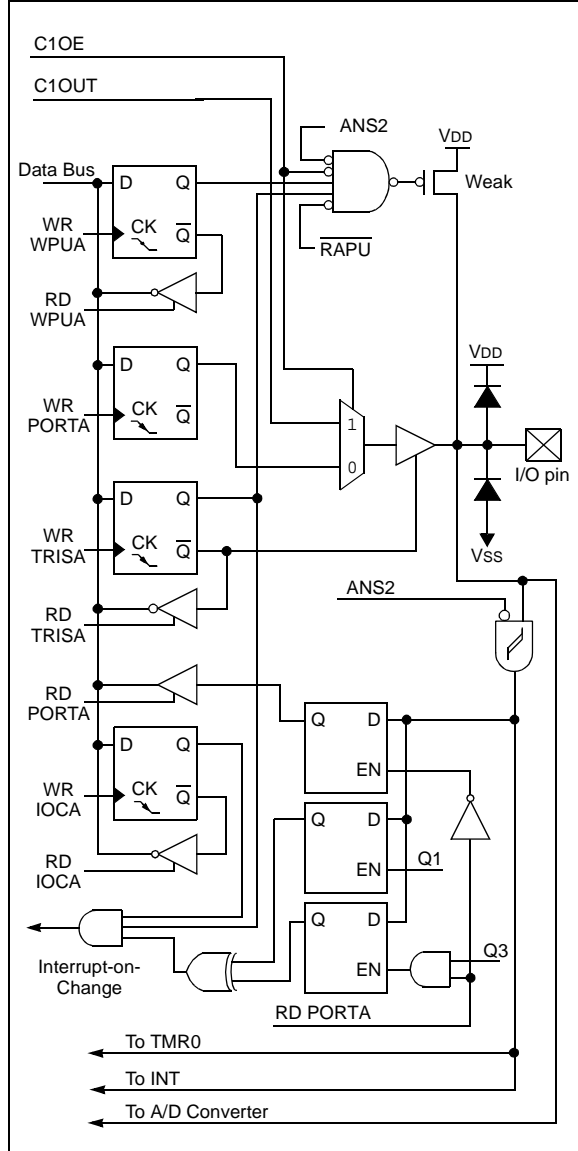 C1OE
C1OUT
ANS2
VDD
Data Bus
D
Q
Weak
WR
WPUA
CK
Q
RAPU
RD
WPUA
VDD
D
Q
1
WR
PORTA
CK
Q
0
I/O pin
D
Q
WR
TRISA
CK
Q
VSS
ANS2
RD
TRISA
RD
PORTA
Q
D
D
Q
EN
WR
IOCA
CK
Q
Q
D
RD
IOCA
EN
Q1
Q
D
Interrupt-on-
Change
EN
Q3
RD PORTA
To TMR0
To INT
To A/D Converter